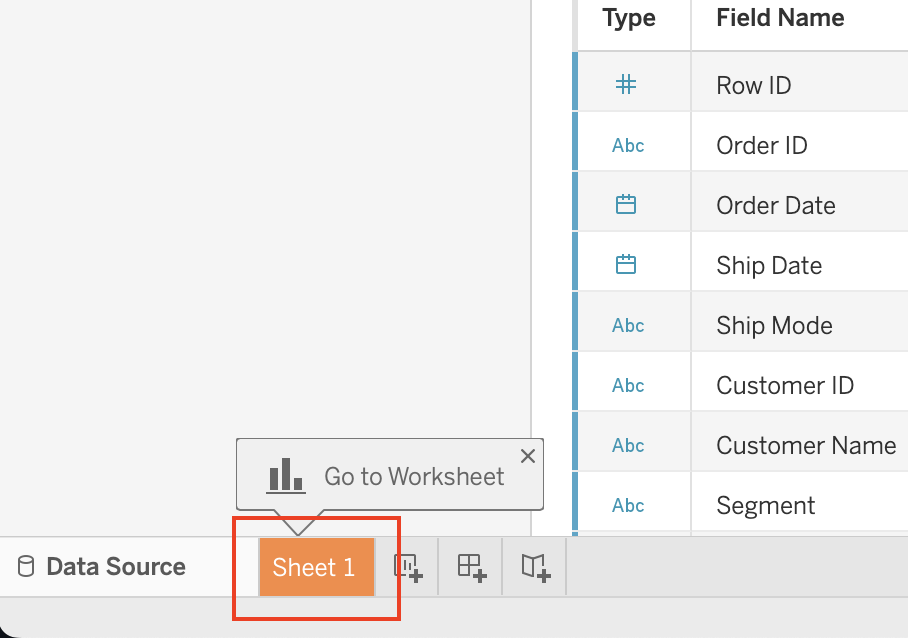 Type Field Name
# Row ID
Abc Order ID
Order Date
Ship Date
Abc Ship Mode
Abc Customer ID
Abc Customer Name
Abc Segment
Go to Worksheet
Data Source Sheet 1